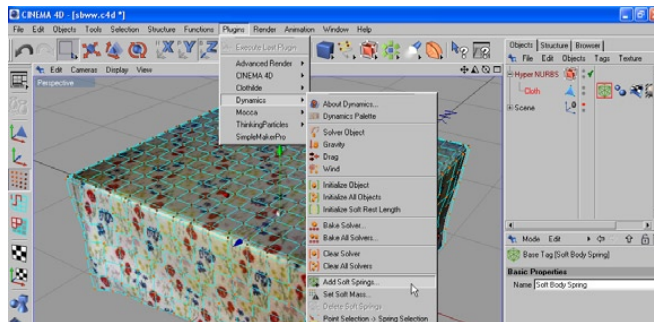 CINEMA 4D - [sbww.c4d *]
File Edit Objects Tools Selection Structure Functions Plugins Render Animation Window Help
Execute Last Plugin
Advanced Render
CINEMA 4D
Clothilde
Dynamics
Mocca
ThinkingParticles
SimpleMakerPro
About Dynamics...
Dynamics Palette
Solver Object
Gravity
Drag
Wind
Initialize Object
Initialize All Objects
Initialize Soft Rest Length
Bake Solver...
Bake All Solvers...
Clear Solver
Clear All Solvers
Add Soft Springs...
Set Soft Mass...
Delete Soft Springs
Point Selection -> Spring Selection
Edit Cameras Display View
Perspective
X Y Z
Objects Structure Browser
File Edit Objects Tags Texture
Hyper NURBS
Cloth
Scene
Mode Edit
Base Tag [Soft Body Spring]
Basic Properties
Name Soft Body Spring